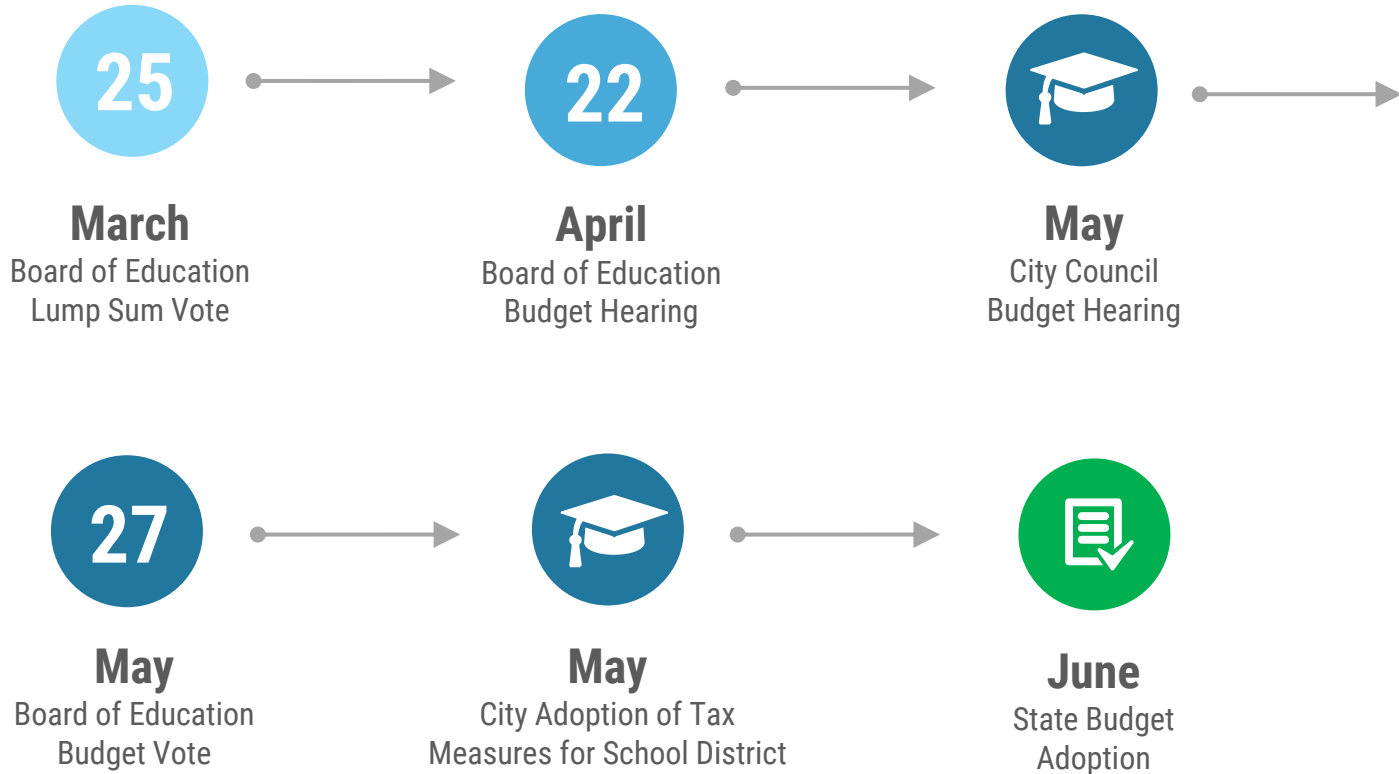 25
March
Board of Education
Lump Sum Vote
22
April
Board of Education
Budget Hearing
May
City Council
Budget Hearing
27
May
Board of Education
Budget Vote
May
City Adoption of Tax
Measures for School District
June
State Budget
Adoption